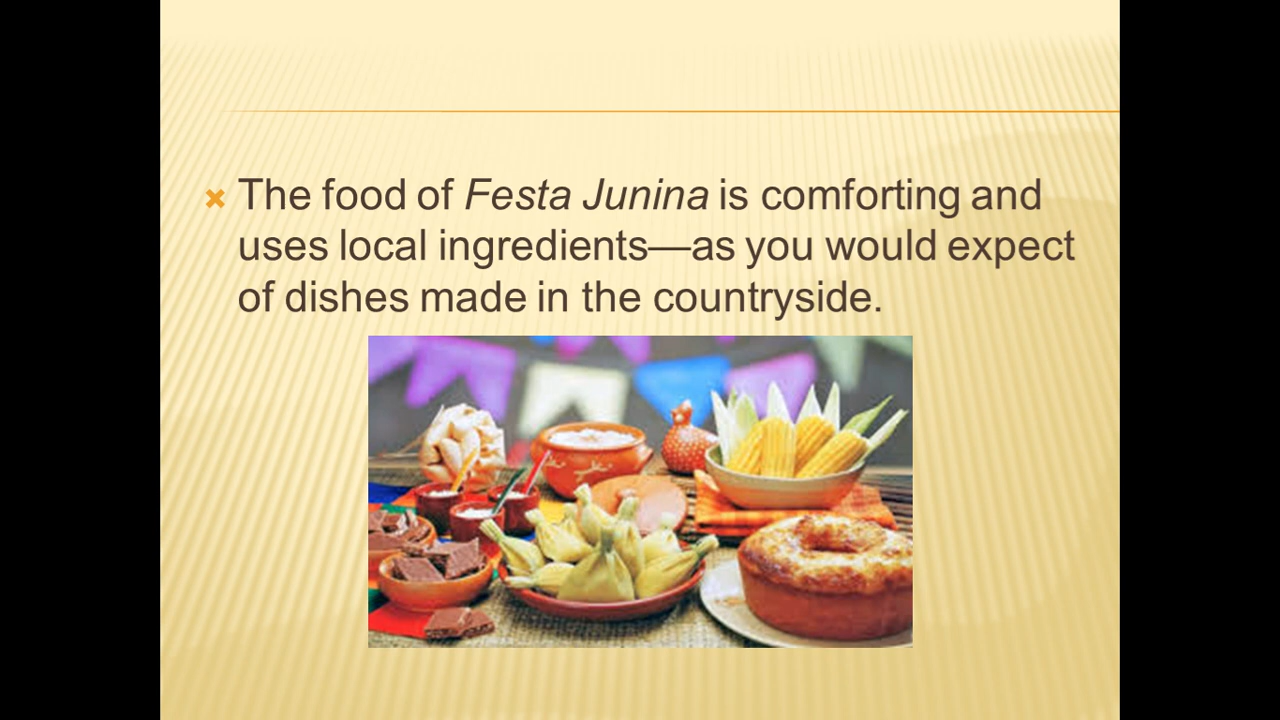 The food of Festa Junina is comforting and
uses local ingredients—as you would expect
of dishes made in the countryside.